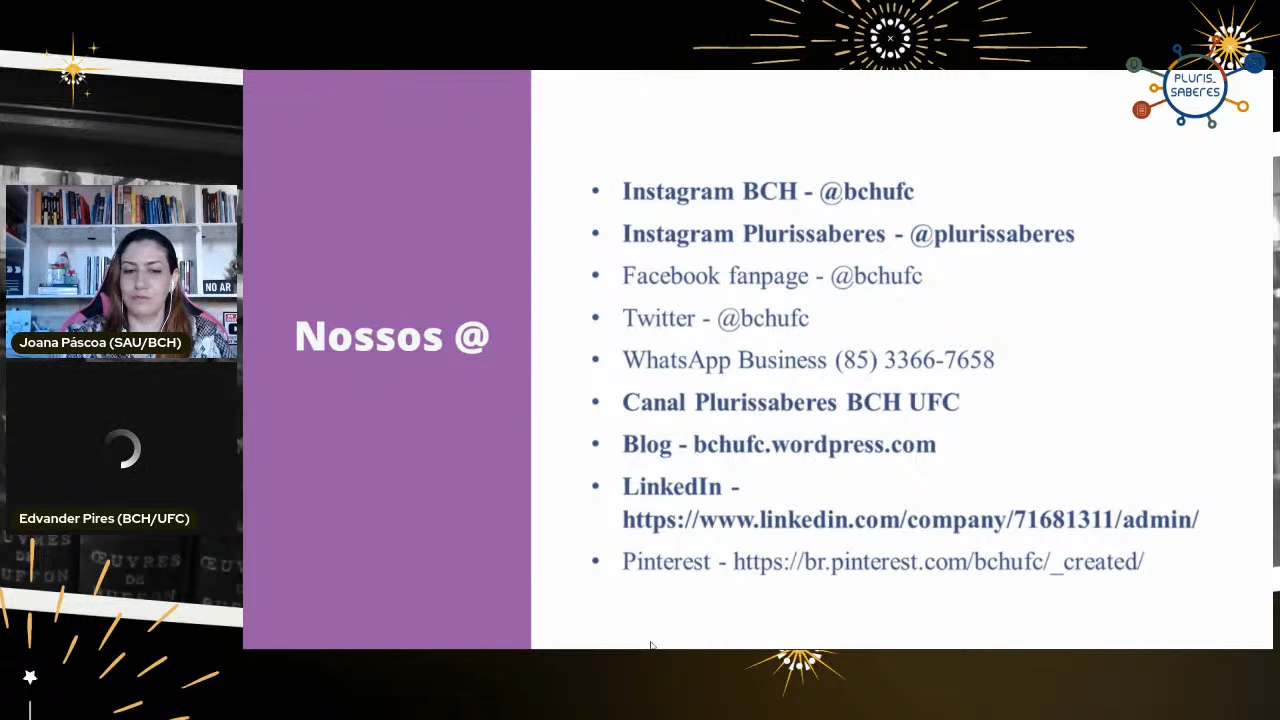 PLURIS_
SABERES
NO AR
Joana Páscoa (SAU/BCH)
Edvander Pires (BCH/UFC)
Nossos @
• Instagram BCH - @bchufc
• Instagram Plurissaberes - @plurissaberes
• Facebook fanpage - @bchufc
• Twitter - @bchufc
• WhatsApp Business (85) 3366-7658
• Canal Plurissaberes BCH UFC
• Blog - bchufc.wordpress.com
• LinkedIn -
https://www.linkedin.com/company/71681311/admin/
• Pinterest - https://br.pinterest.com/bchufc/_created/
ŒUVRES
DE